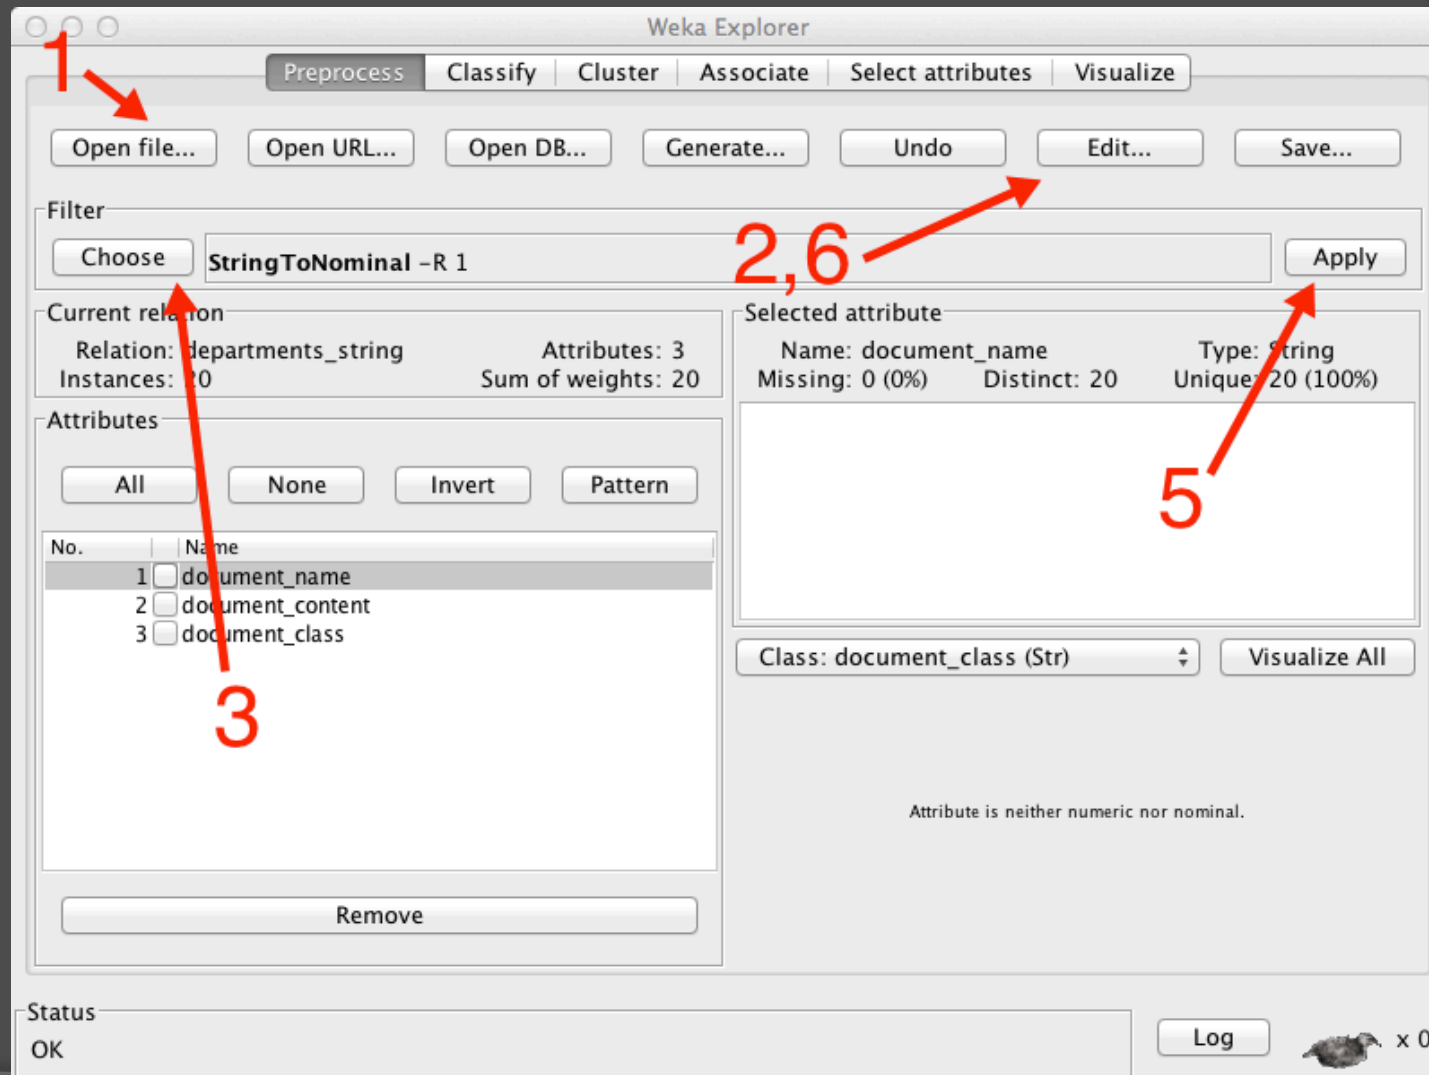 Weka Explorer
1
Preprocess Classify Cluster Associate Select attributes Visualize
Open file... Open URL... Open DB... Generate... Undo Edit... Save...
2,6
Filter
Choose StringToNominal -R 1 Apply
Current relation
Relation: departments_string Attributes: 3
Instances: 20 Sum of weights: 20
Selected attribute
Name: document_name Type: String
Missing: 0 (0%) Distinct: 20 Unique: 20 (100%)
5
Attributes
All None Invert Pattern
No. Name
1 document_name
2 document_content
3 document_class
3
Remove
Class: document_class (Str) Visualize All
Attribute is neither numeric nor nominal.
Status
OK
Log x 0